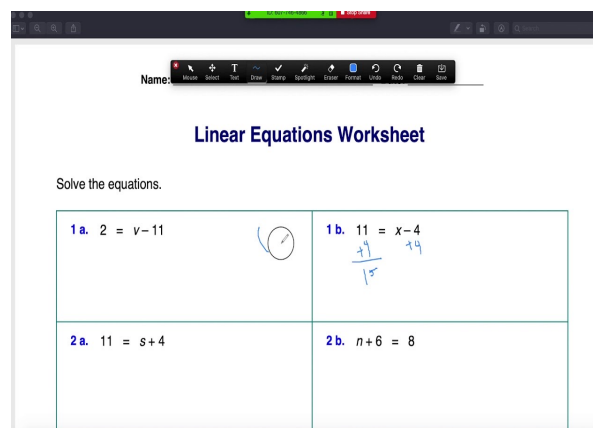 Stop Share
Name:
Mouse Select Text Draw Stamp Spotlight Eraser Format Undo Redo Clear Save
Linear Equations Worksheet
Solve the equations.
1 a. 2 = v – 11
1 b. 11 = x – 4
+4 +4
15
2 a. 11 = s + 4
2 b. n + 6 = 8